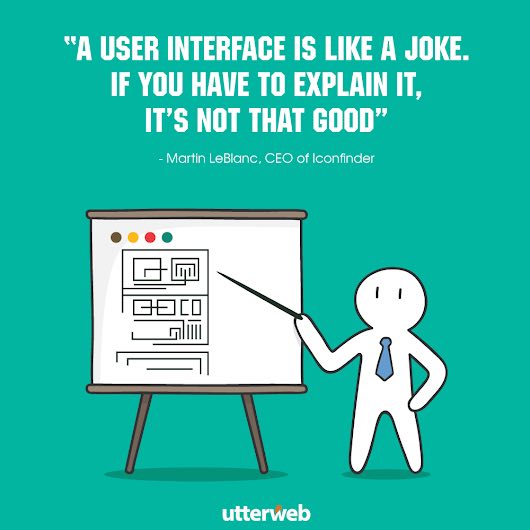 “A USER INTERFACE IS LIKE A JOKE.
IF YOU HAVE TO EXPLAIN IT,
IT’S NOT THAT GOOD”
- Martin LeBlanc, CEO of Iconfinder
utterweb